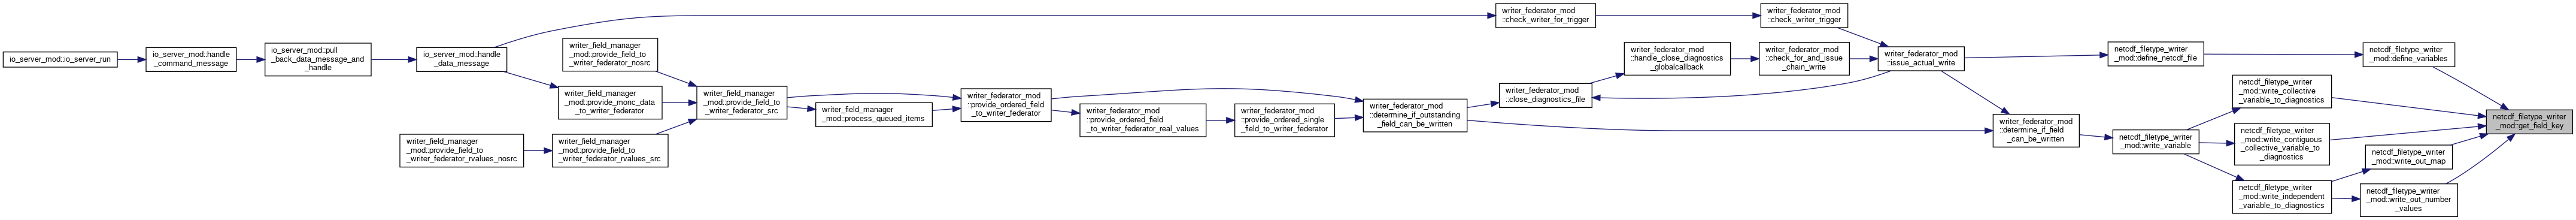 io_server_mod::io_server_run
io_server_mod::handle
_command_message
io_server_mod::pull
_back_data_message_and
_handle
io_server_mod::handle
_data_message
writer_field_manager
_mod::provide_field_to
_writer_federator_nosrc
writer_field_manager
_mod::provide_monc_data
_to_writer_federator
writer_field_manager
_mod::provide_field_to
_writer_federator_rvalues_nosrc
writer_field_manager
_mod::provide_field_to
_writer_federator_rvalues_src
writer_field_manager
_mod::provide_field_to
_writer_federator_src
writer_field_manager
_mod::process_queued_items
writer_federator_mod
::provide_ordered_field
_to_writer_federator
writer_federator_mod
::provide_ordered_field
_to_writer_federator_real_values
writer_federator_mod
::provide_ordered_single
_field_to_writer_federator
writer_federator_mod
::determine_if_outstanding
_field_can_be_written
writer_federator_mod
::check_writer_for_trigger
writer_federator_mod
::close_diagnostics_file
writer_federator_mod
::handle_close_diagnostics
_globalcallback
writer_federator_mod
::check_writer_trigger
writer_federator_mod
::check_for_and_issue
_chain_write
writer_federator_mod
::issue_actual_write
writer_federator_mod
::determine_if_field
_can_be_written
netcdf_filetype_writer
_mod::define_netcdf_file
netcdf_filetype_writer
_mod::write_variable
netcdf_filetype_writer
_mod::define_variables
netcdf_filetype_writer
_mod::write_collective
_variable_to_diagnostics
netcdf_filetype_writer
_mod::write_contiguous
_collective_variable_to
_diagnostics
netcdf_filetype_writer
_mod::write_out_map
netcdf_filetype_writer
_mod::write_independent
_variable_to_diagnostics
netcdf_filetype_writer
_mod::write_out_number
_values
netcdf_filetype_writer
_mod::get_field_key